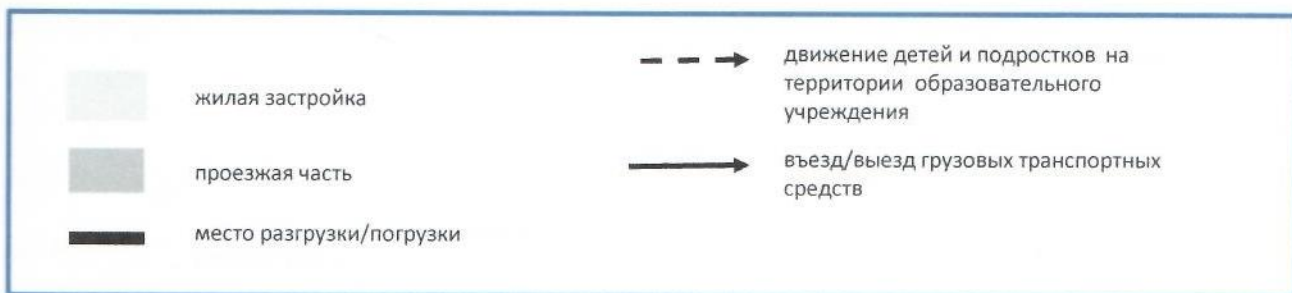 жилая застройка
проезжая часть
место разгрузки/погрузки
движение детей и подростков на
территории образовательного
учреждения
въезд/выезд грузовых транспортных
средств